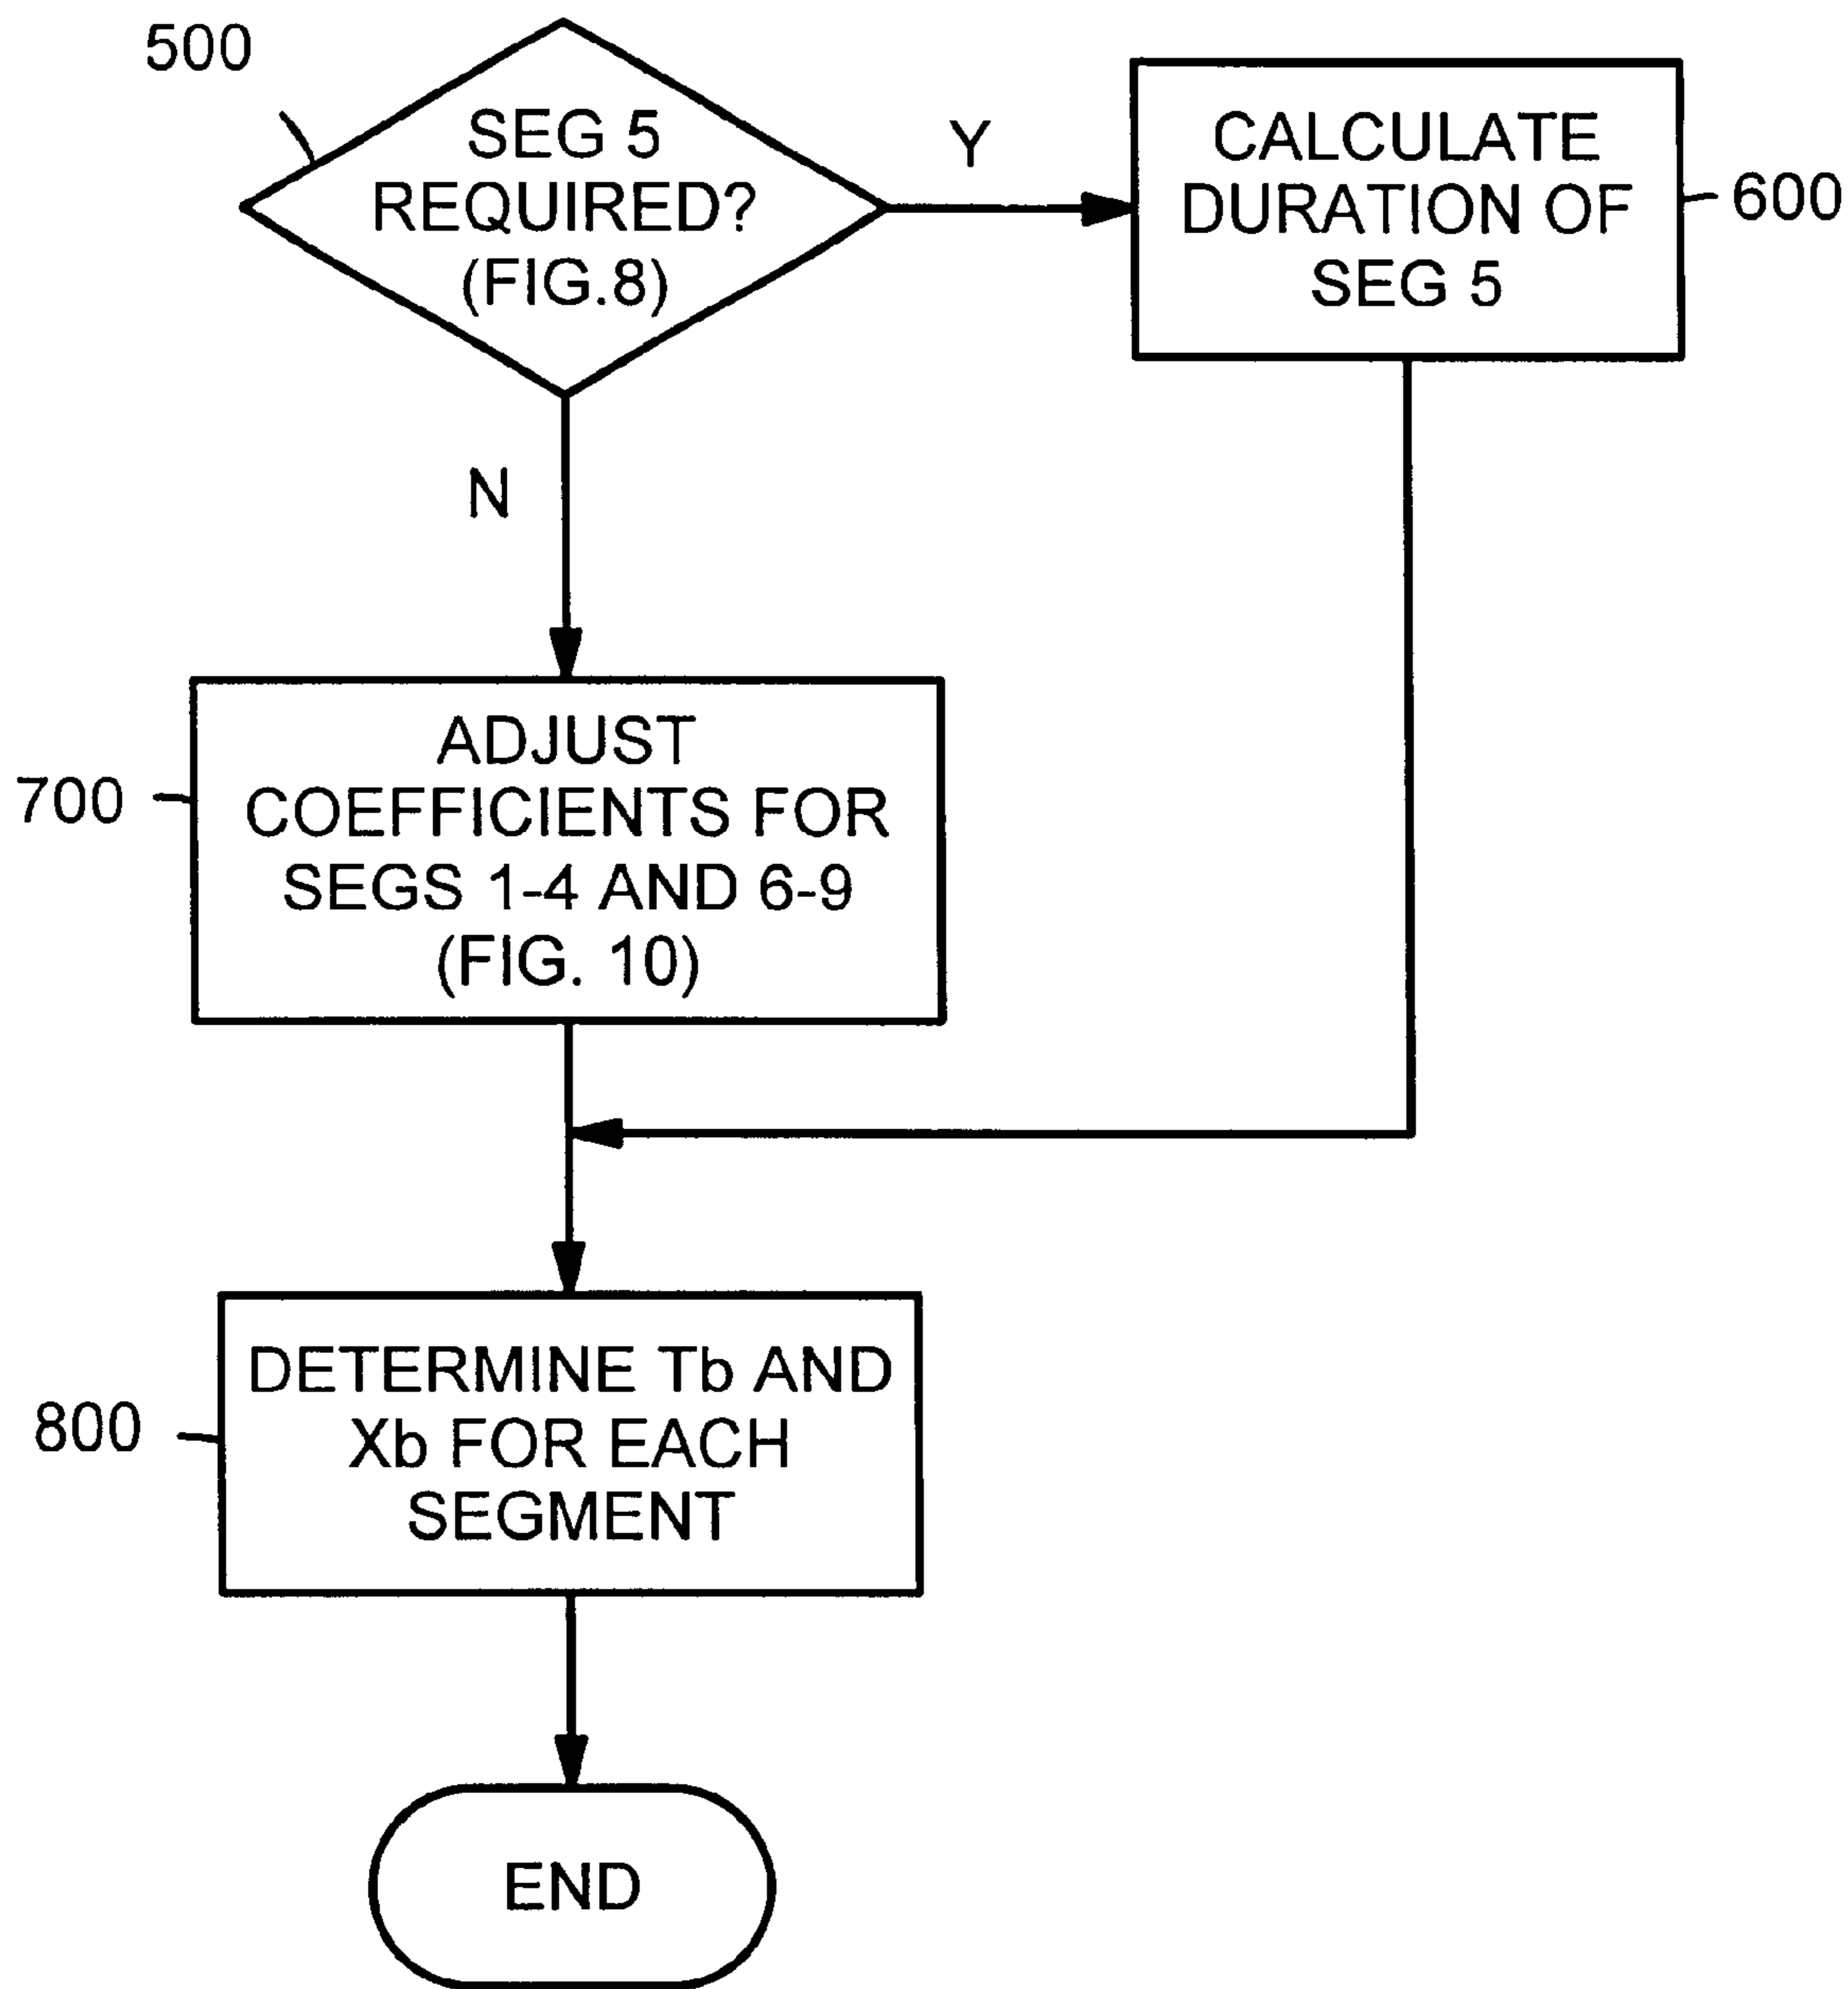 500
SEG 5
REQUIRED?
(FIG.8)
Y
CALCULATE
DURATION OF
SEG 5
600
N
700
ADJUST
COEFFICIENTS FOR
SEGS 1-4 AND 6-9
(FIG. 10)
800
DETERMINE Tb AND
Xb FOR EACH
SEGMENT
END